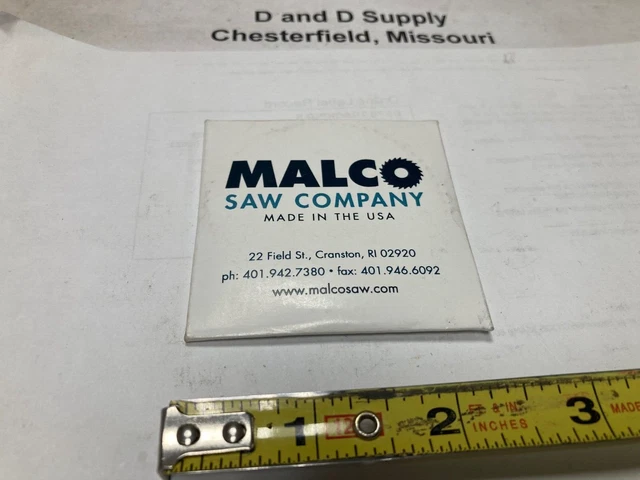 D and D Supply
Chesterfield, Missouri
MALCO
SAW COMPANY
MADE IN THE USA
22 Field St., Cranston, RI 02920
ph: 401.942.7380 • fax: 401.946.6092
www.malcosaw.com
1 2 3
INCHES
MADE